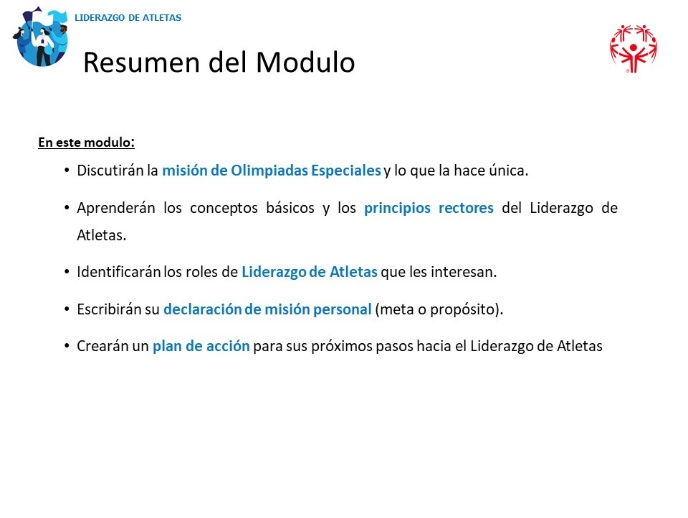 LIDERAZGO DE ATLETAS
Resumen del Modulo
En este modulo:
• Discutirán la misión de Olimpiadas Especiales y lo que la hace única.
• Aprenderán los conceptos básicos y los principios rectores del Liderazgo de
Atletas.
• Identificarán los roles de Liderazgo de Atletas que les interesan.
• Escribirán su declaración de misión personal (meta o propósito).
• Crearán un plan de acción para sus próximos pasos hacia el Liderazgo de Atletas